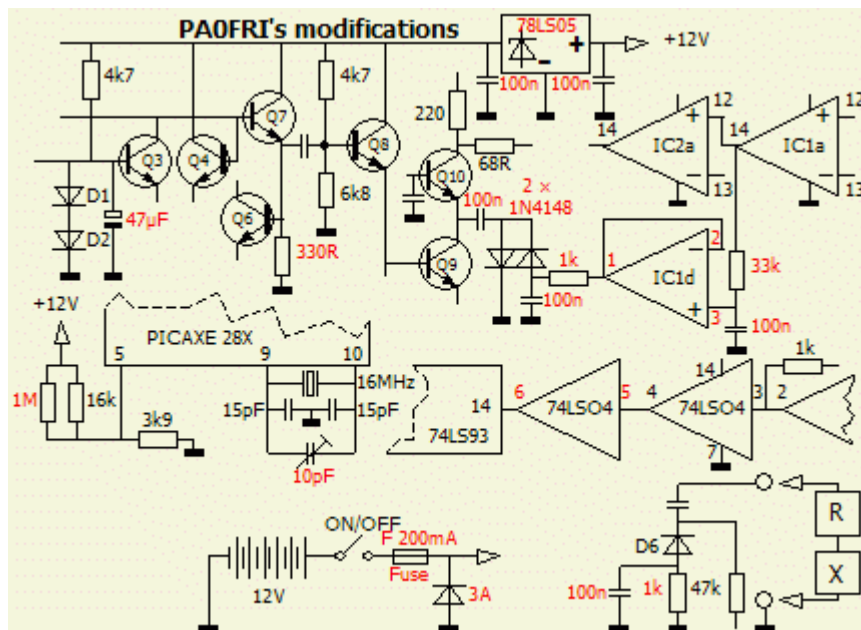 PA0FRI's modifications
78LS05
+12V
4k7
Q7
4k7
100n
100n
12
12
220
14
IC2a
14
IC1a
Q3
Q4
Q8
68R
13
13
Q10
D1
6k8
100n
2 ×
1N4148
47µF
Q6
2
D2
330R
Q9
1k
1
IC1d
33k
+12V
100n
3
100n
PICAXE 28X
5
9
10
14
1k
16MHz
6
5
4
3
2
1M
16k
15pF
15pF
14
74LSO4
74LSO4
3k9
74LS93
7
10pF
ON/OFF
F 200mA
R
D6
Fuse
12V
3A
100n
1k
47k
X